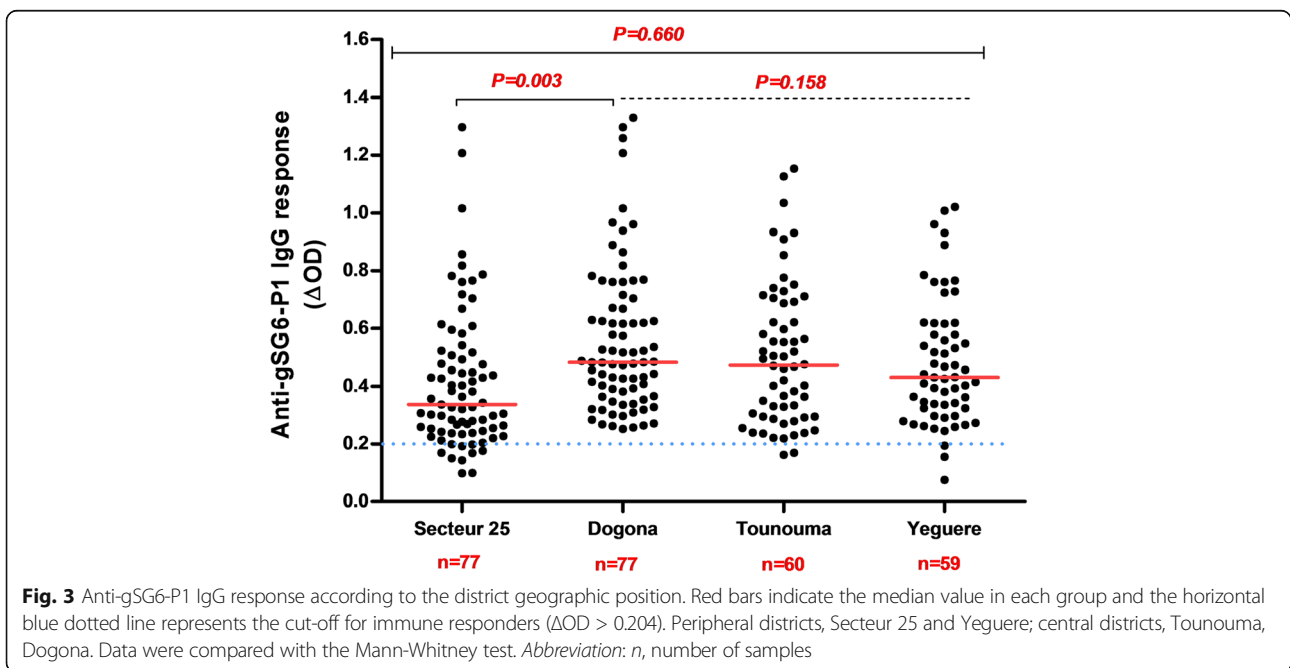 P=0.660
P=0.003
P=0.158
Anti-gSG6-P1 IgG response
(ΔOD)
1.6
1.4
1.2
1.0
0.8
0.6
0.4
0.2
0.0
Secteur 25 Dogona Tounouma Yeguere
n=77 n=77 n=60 n=59
Fig. 3 Anti-gSG6-P1 IgG response according to the district geographic position. Red bars indicate the median value in each group and the horizontal
blue dotted line represents the cut-off for immune responders (ΔOD > 0.204). Peripheral districts, Secteur 25 and Yeguere; central districts, Tounouma,
Dogona. Data were compared with the Mann-Whitney test. Abbreviation: n, number of samples